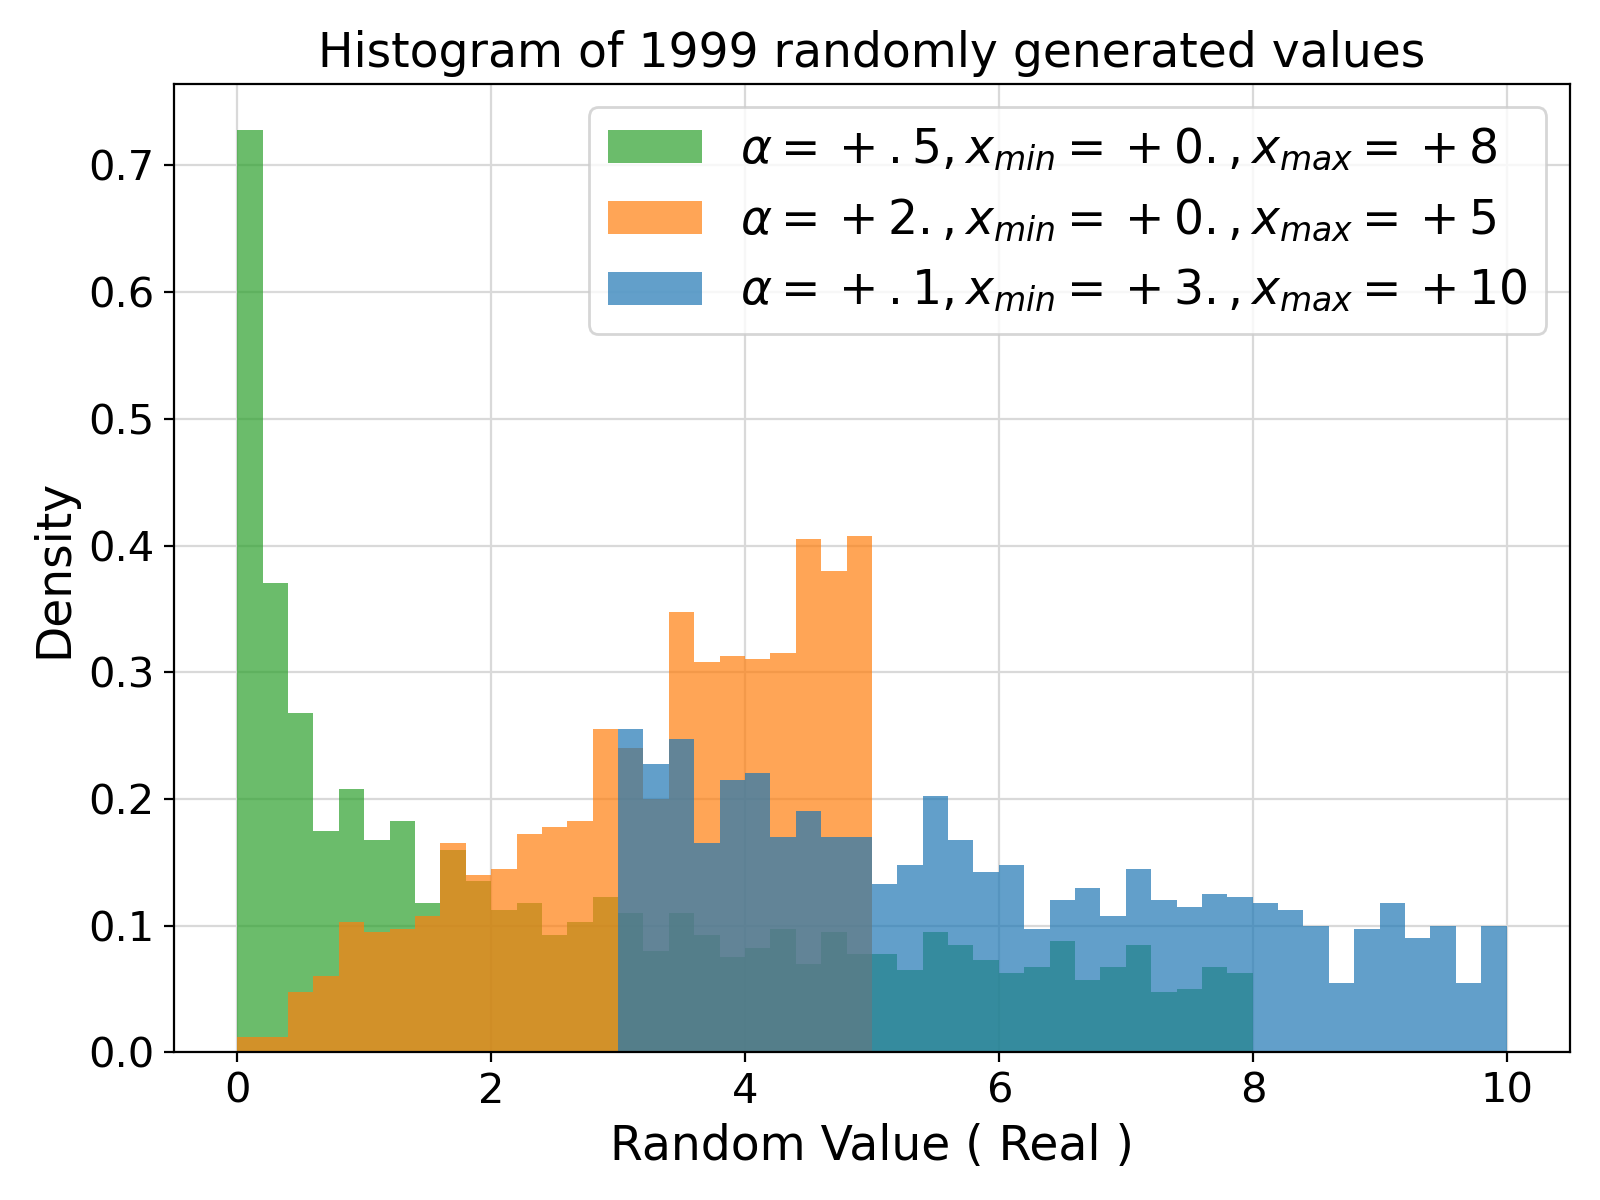 Histogram of 1999 randomly generated values
α = +.5, x_min = +0., x_max = +8
α = +2., x_min = +0., x_max = +5
α = +.1, x_min = +3., x_max = +10
0.7
0.6
0.5
0.4
0.3
0.2
0.1
0.0
Density
0 2 4 6 8 10
Random Value ( Real )